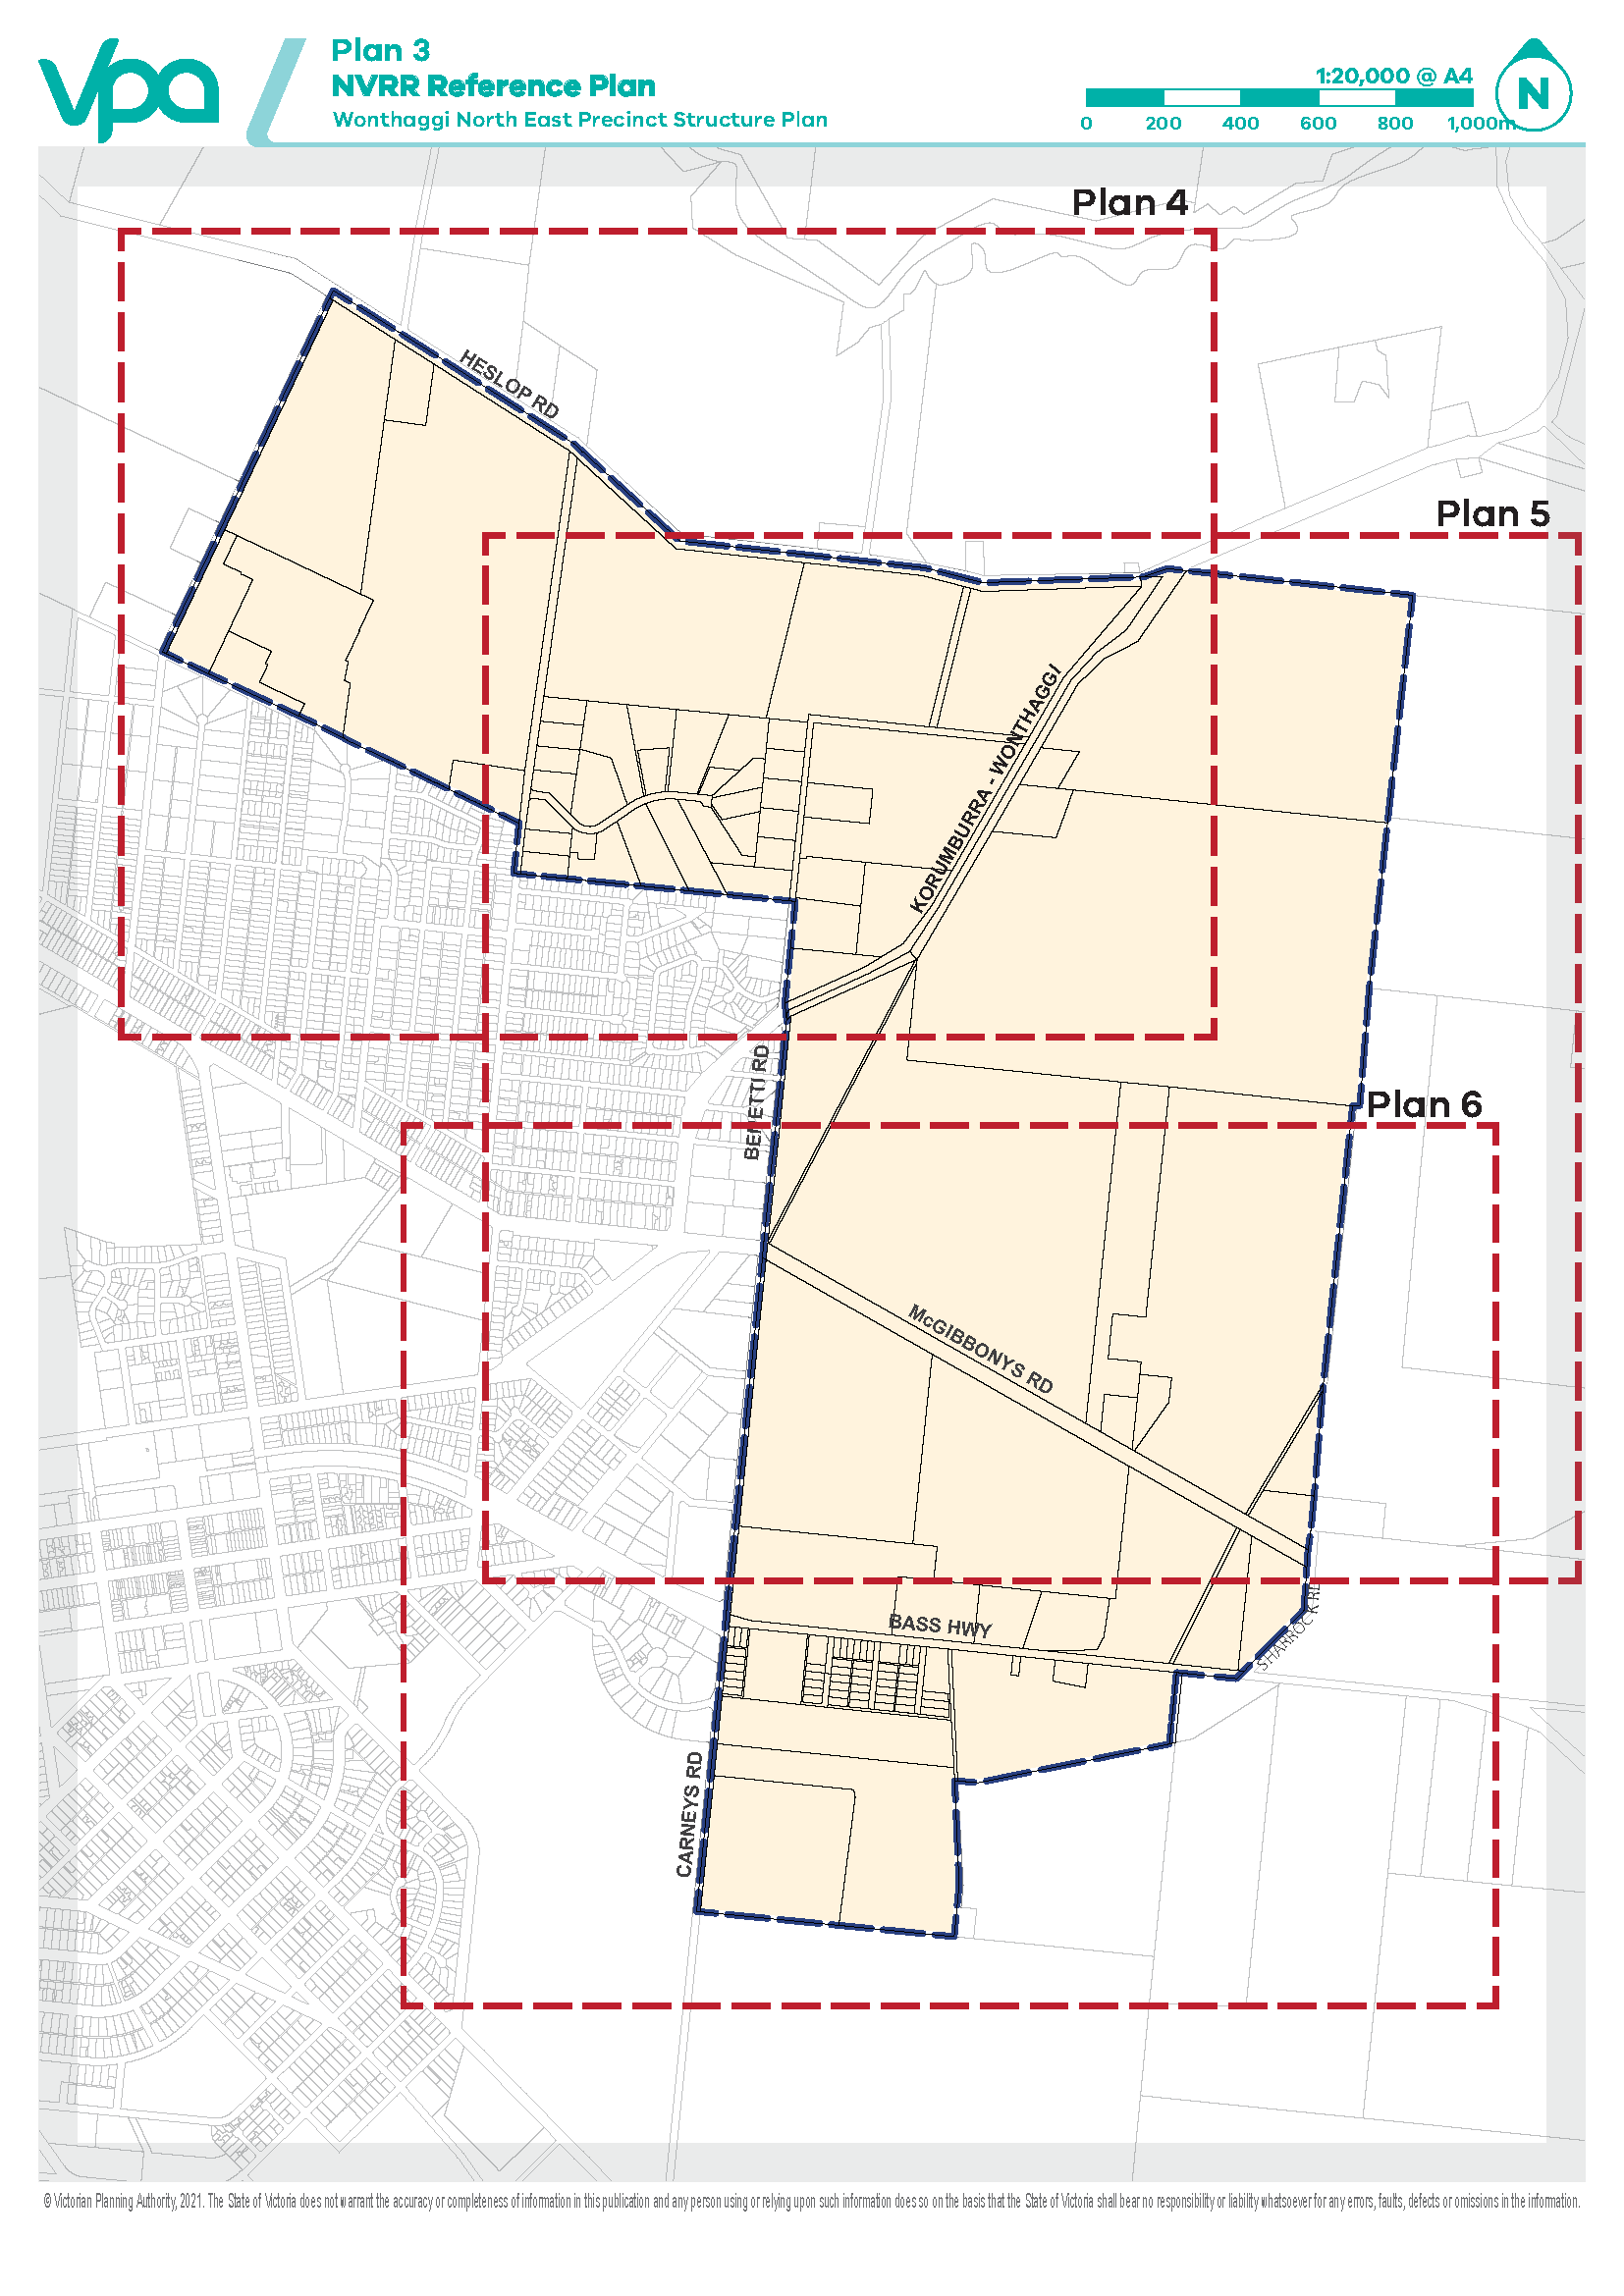 vpa
Plan 3
NVRR Reference Plan
Wonthaggi North East Precinct Structure Plan
1:20,000 @ A4
0 200 400 600 800 1,000m
N
Plan 4
HESLOP RD
Plan 5
KORUMBURRA - WONTHAGGI
BENETTI RD
Plan 6
McGIBBONYS RD
BASS HWY
SHARROCK RD
CARNEYS RD
© Victorian Planning Authority, 2021. The State of Victoria does not warrant the accuracy or completeness of information in this publication and any person using or relying upon such information does so on the basis that the State of Victoria shall bear no responsibility or liability whatsoever for any errors, faults, defects or omissions in the information.